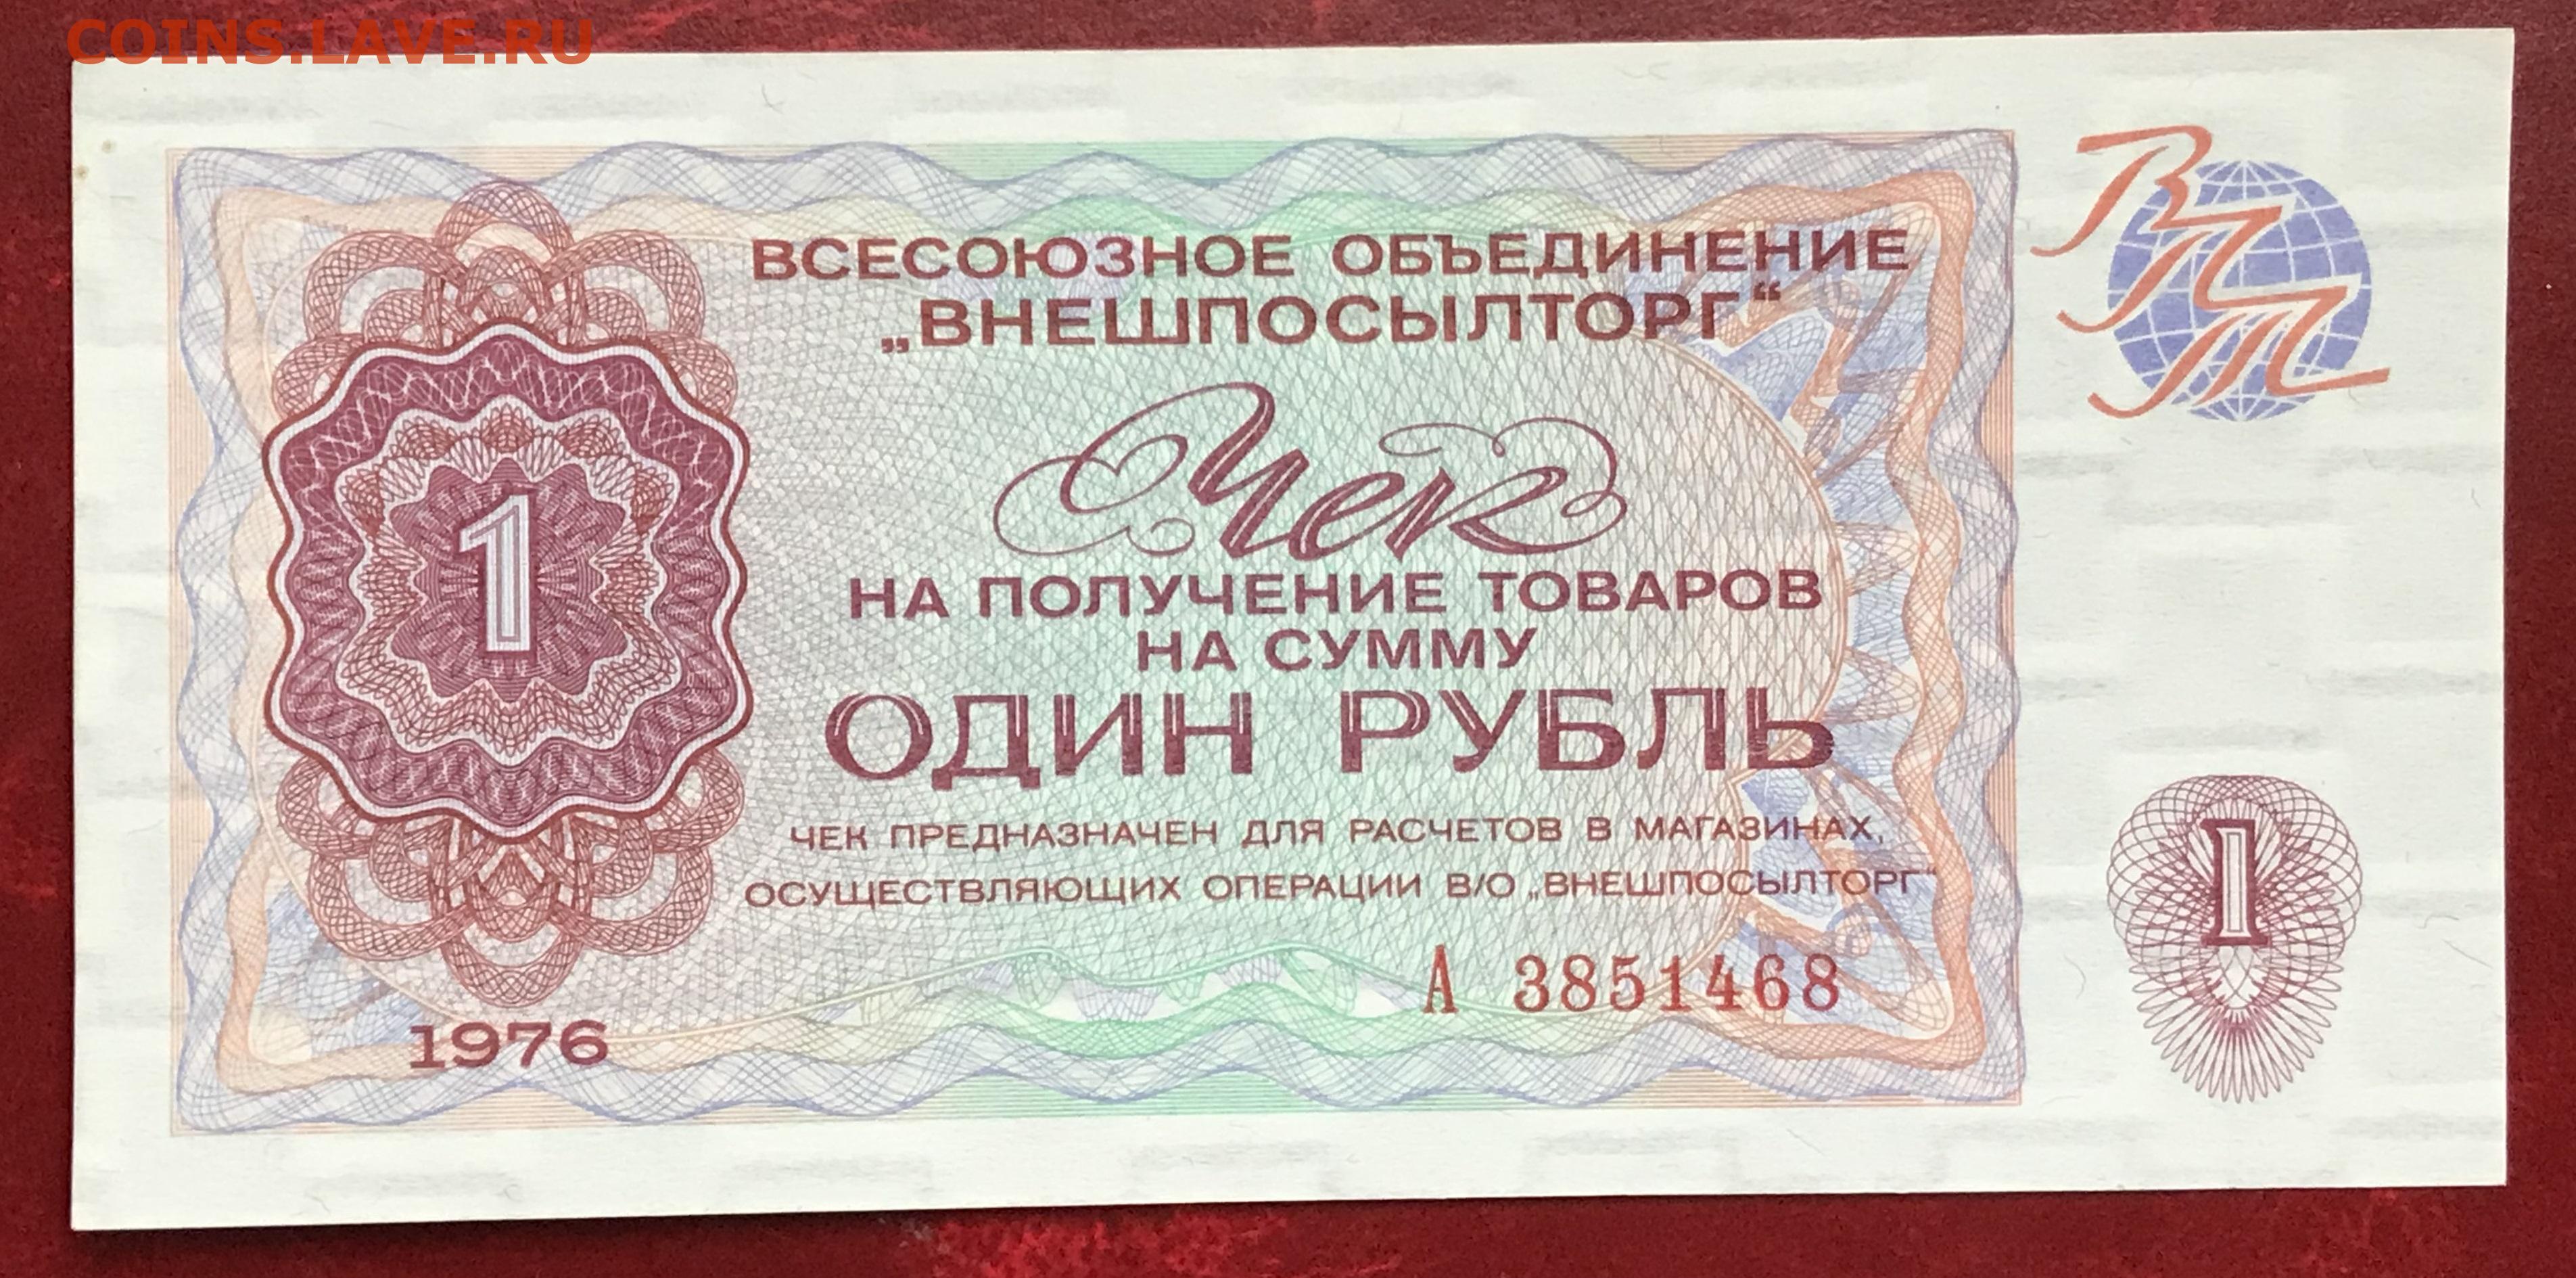 COINS.LAVE.RU
ВСЕСОЮЗНОЕ ОБЪЕДИНЕНИЕ
„ВНЕШПОСЫЛТОРГ“
ВПТ
1
Чек
НА ПОЛУЧЕНИЕ ТОВАРОВ
НА СУММУ
ОДИН РУБЛЬ
ЧЕК ПРЕДНАЗНАЧЕН ДЛЯ РАСЧЕТОВ В МАГАЗИНАХ,
ОСУЩЕСТВЛЯЮЩИХ ОПЕРАЦИИ В/О „ВНЕШПОСЫЛТОРГ“
А 3851468
1
1976